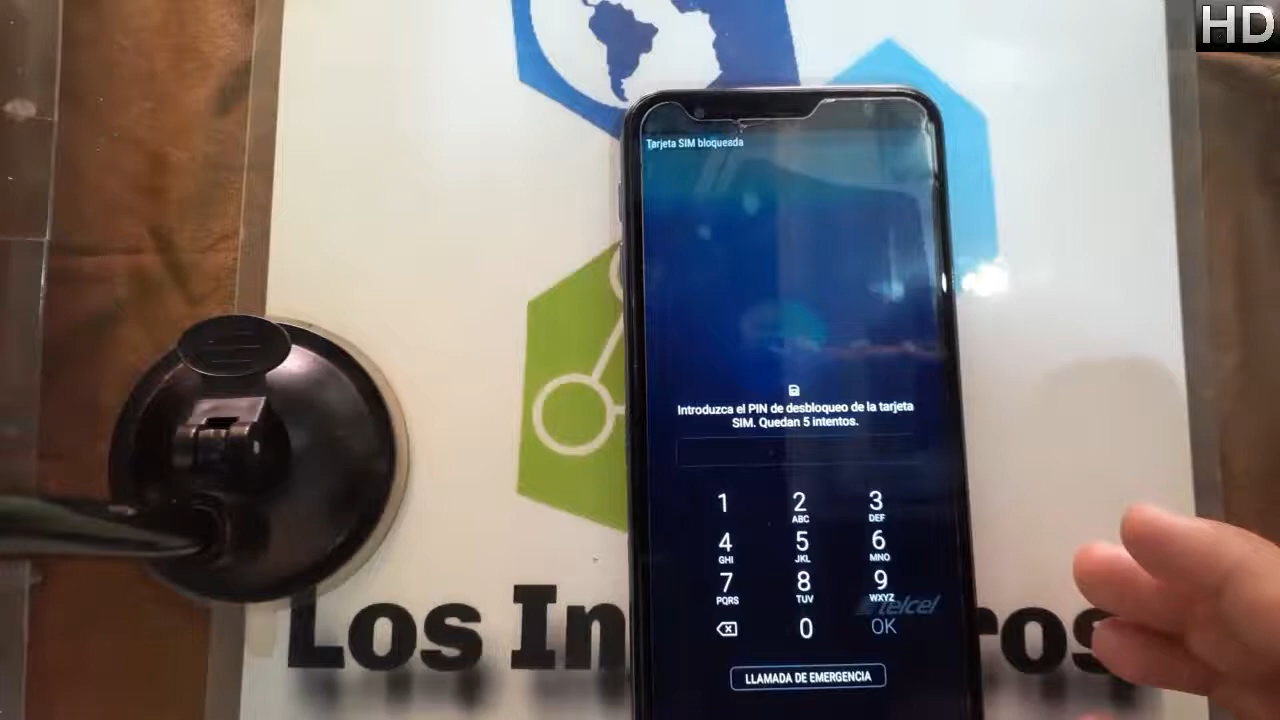 HD
Tarjeta SIM bloqueada
Introduzca el PIN de desbloqueo de la tarjeta
SIM. Quedan 5 intentos.
1 2 3
ABC DEF
4 5 6
GHI JKL MNO
7 8 9
PQRS TUV WXYZ
telcel
0 OK
LLAMADA DE EMERGENCIA
Los In ros